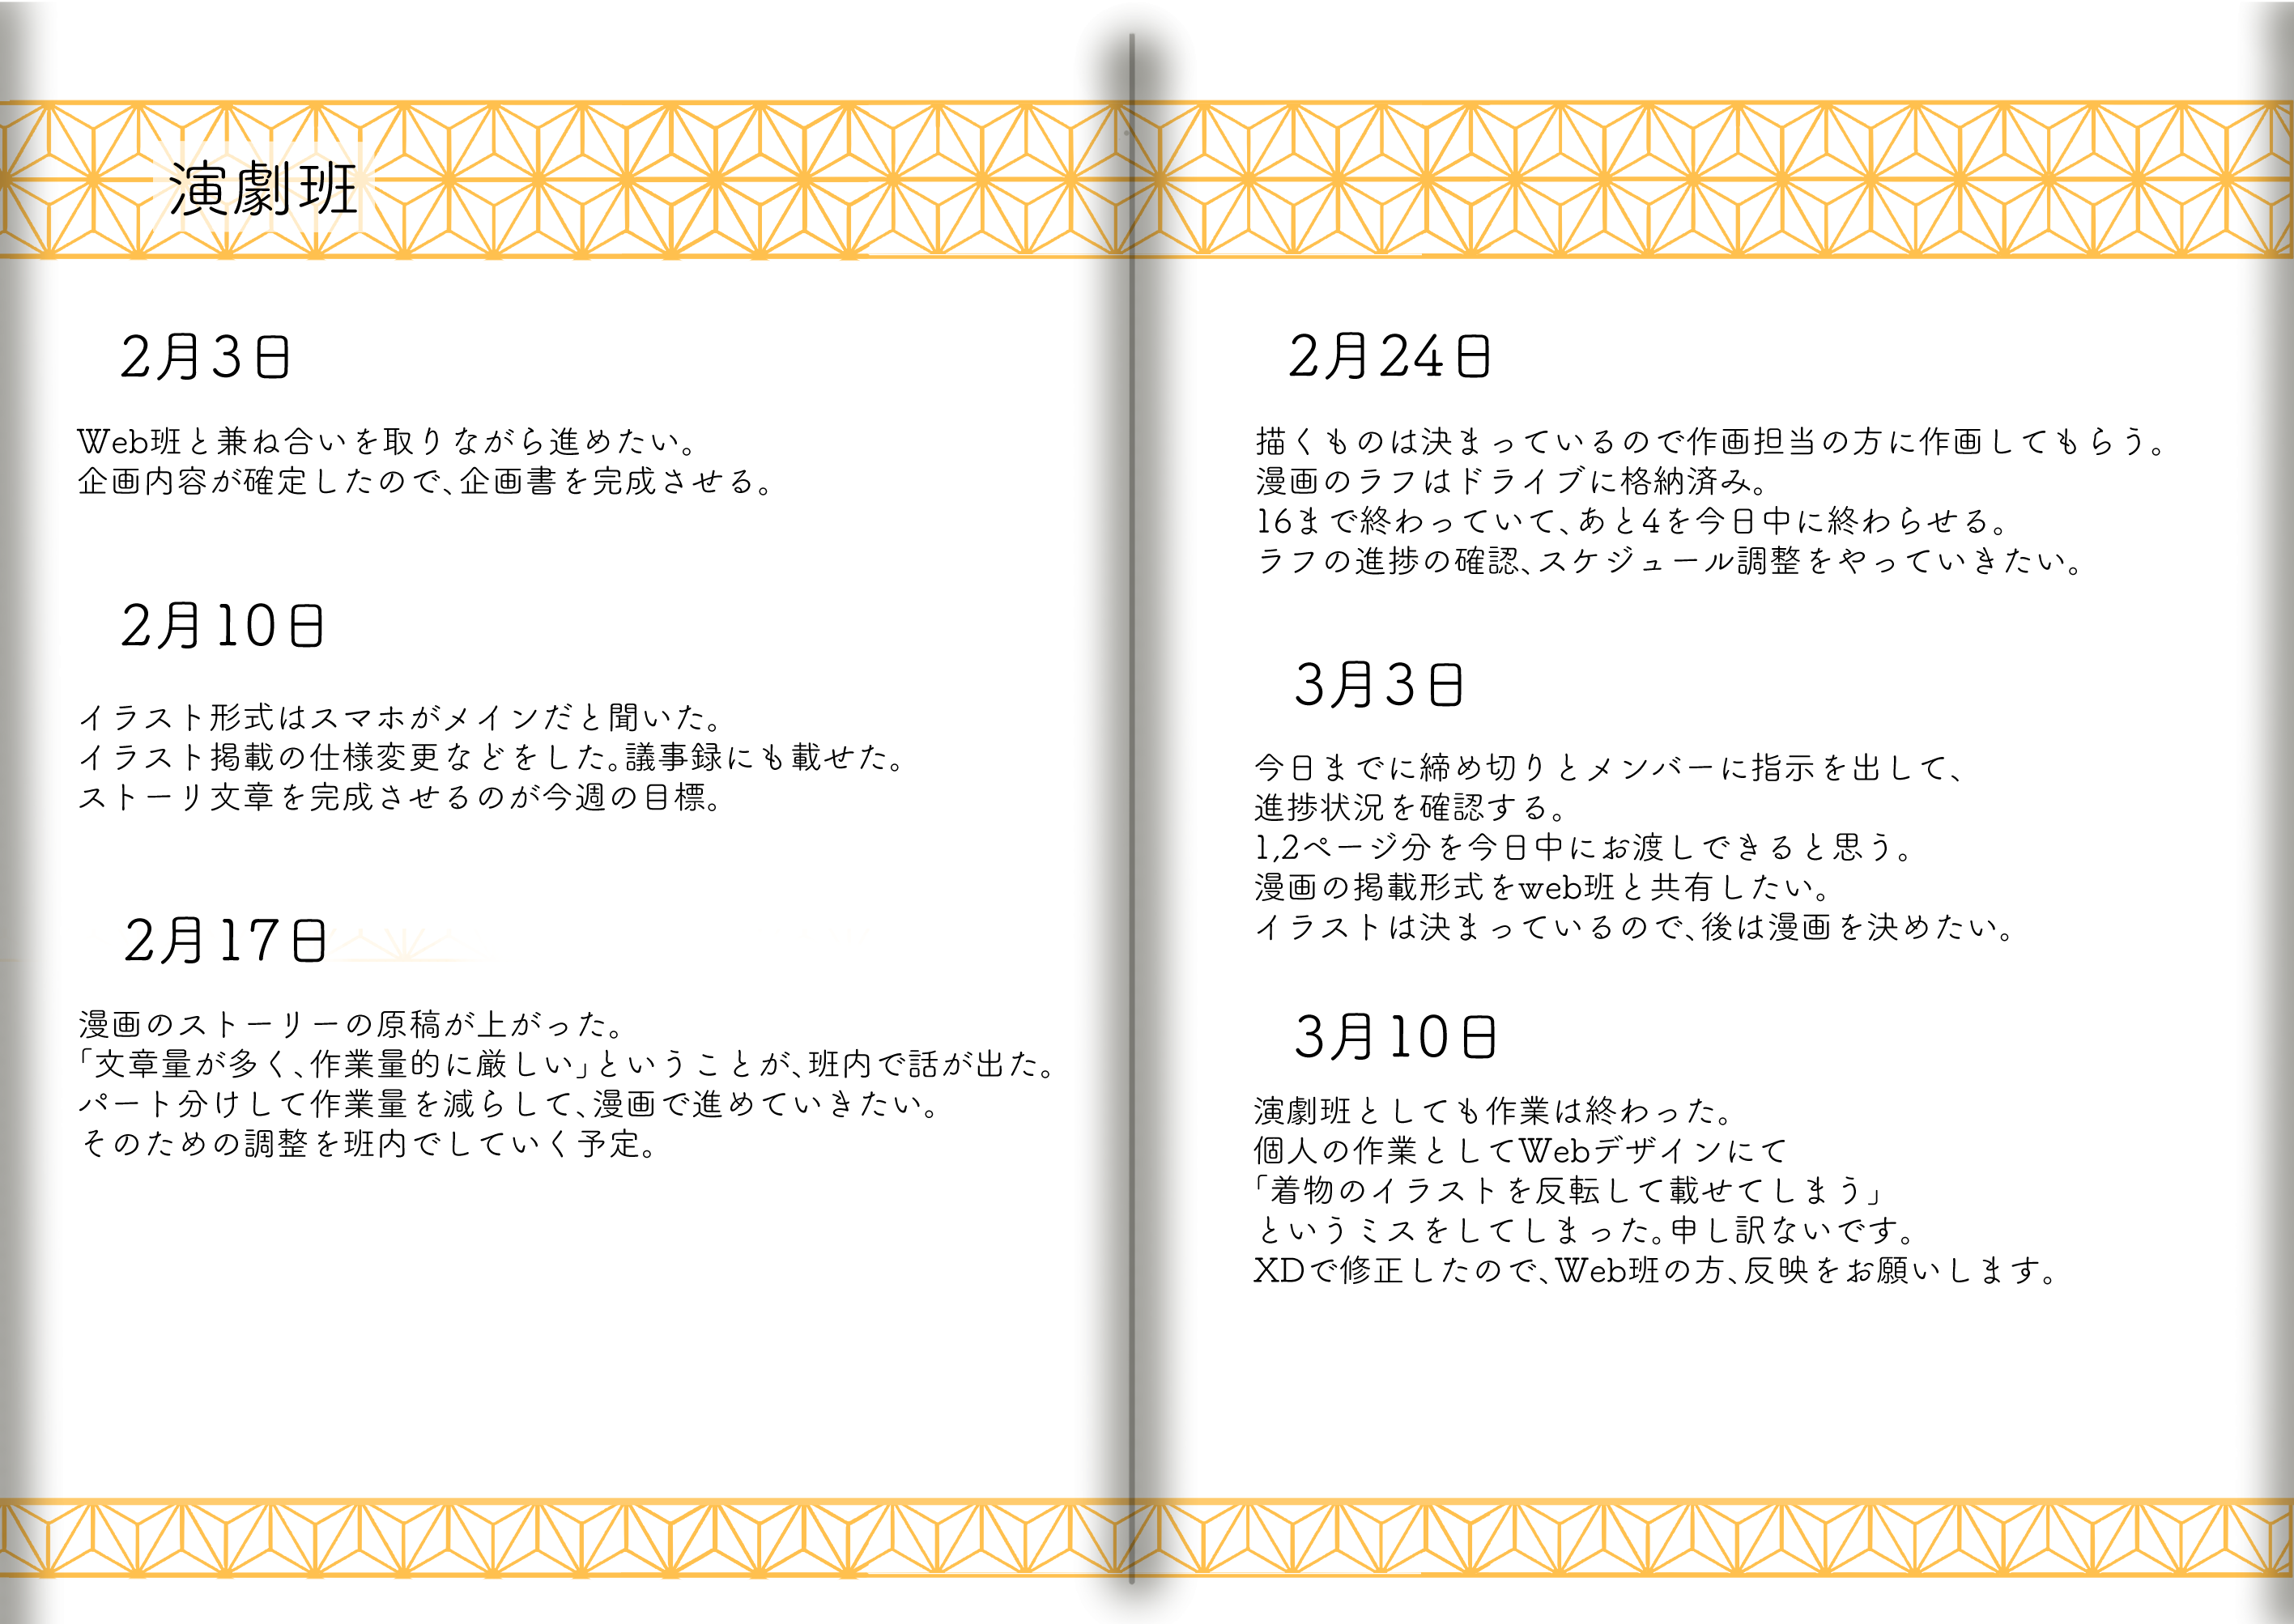 演劇班
2月3日
Web班と兼ね合いを取りながら進めたい。
企画内容が確定したので、企画書を完成させる。
2月10日
イラスト形式はスマホがメインだと聞いた。
イラスト掲載の仕様変更などをした。議事録にも載せた。
ストーリ文章を完成させるのが今週の目標。
2月17日
漫画のストーリーの原稿が上がった。
「文章量が多く、作業量的に厳しい」ということが、班内で話が出た。
パート分けして作業量を減らして、漫画で進めていきたい。
そのための調整を班内でしていく予定。
2月24日
描くものは決まっているので作画担当の方に作画してもらう。
漫画のラフはドライブに格納済み。
16まで終わっていて、あと4を今日中に終わらせる。
ラフの進捗の確認、スケジュール調整をやっていきたい。
3月3日
今日までに締め切りとメンバーに指示を出して、
進捗状況を確認する。
1,2ページ分を今日中にお渡しできると思う。
漫画の掲載形式をweb班と共有したい。
イラストは決まっているので、後は漫画を決めたい。
3月10日
演劇班としても作業は終わった。
個人の作業としてWebデザインにて
「着物のイラストを反転して載せてしまう」
というミスをしてしまった。申し訳ないです。
XDで修正したので、Web班の方、反映をお願いします。